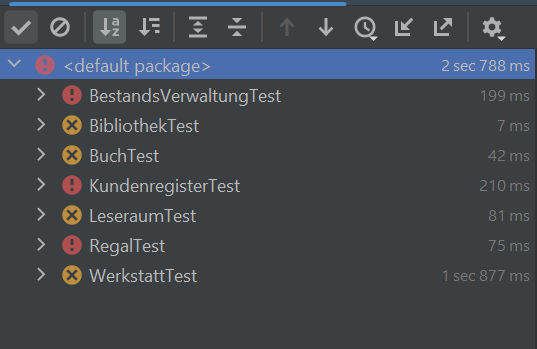 <default package> 2 sec 788 ms
BestandsVerwaltungTest 199 ms
BibliothekTest 7 ms
BuchTest 42 ms
KundenregisterTest 210 ms
LeseraumTest 81 ms
RegalTest 75 ms
WerkstattTest 1 sec 877 ms